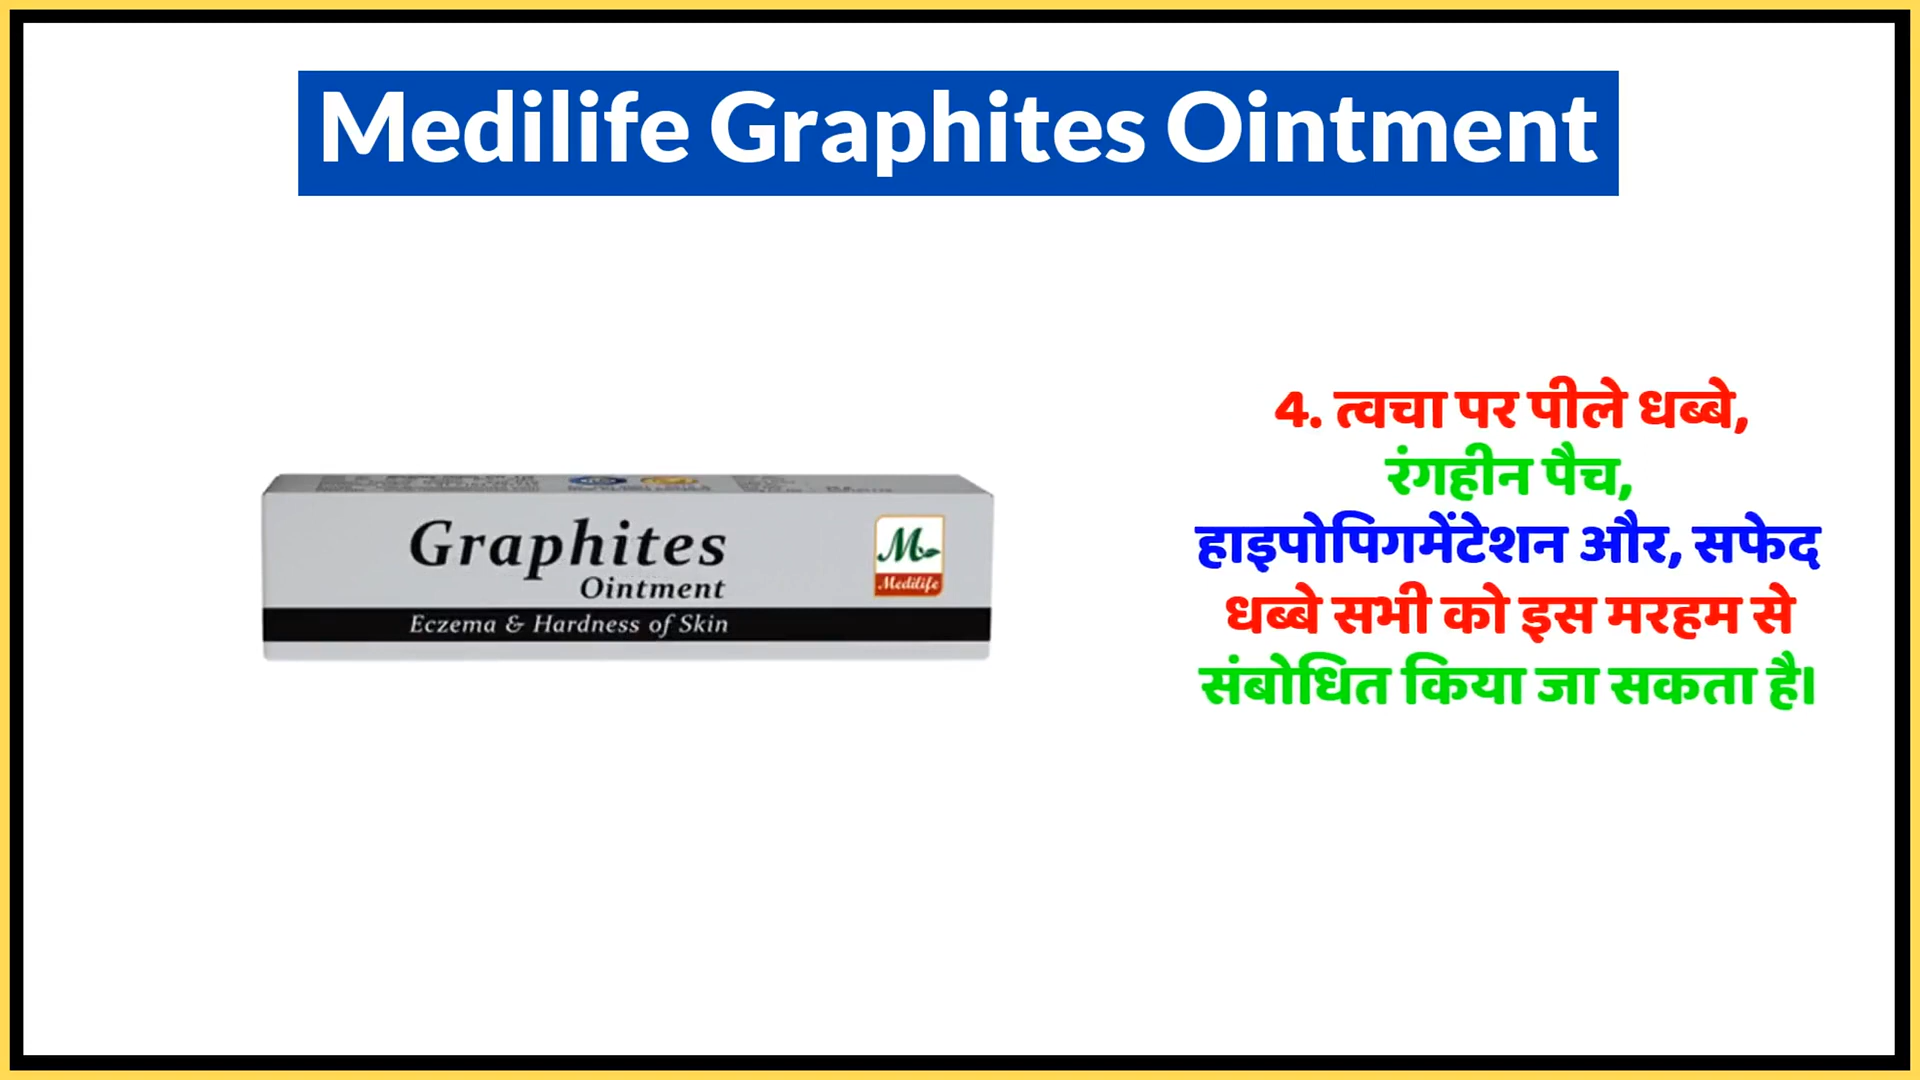 Medilife Graphites Ointment
4. त्वचा पर पीले धब्बे,
रंगहीन पैच,
हाइपोपिगमेंटेशन और, सफेद
धब्बे सभी को इस मरहम से
संबोधित किया जा सकता है।
Graphites
Ointment
Eczema & Hardness of Skin
M
Medilife